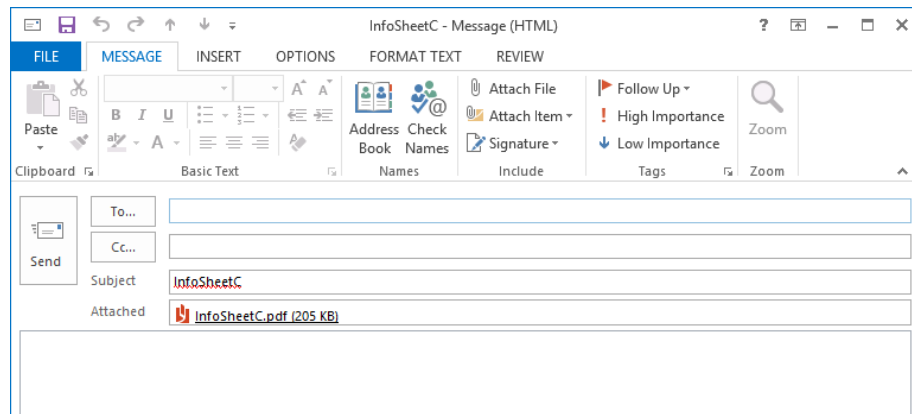 InfoSheetC - Message (HTML) ?
FILE MESSAGE INSERT OPTIONS FORMAT TEXT REVIEW
Paste
B I U
A A
aby A
Address Book
Check Names
@
Attach File
Attach Item
Signature
Follow Up
! High Importance
Low Importance
Zoom
Clipboard Basic Text Names Include Tags Zoom
Send
To...
Cc...
Subject InfoSheetC
Attached InfoSheetC.pdf (205 KB)